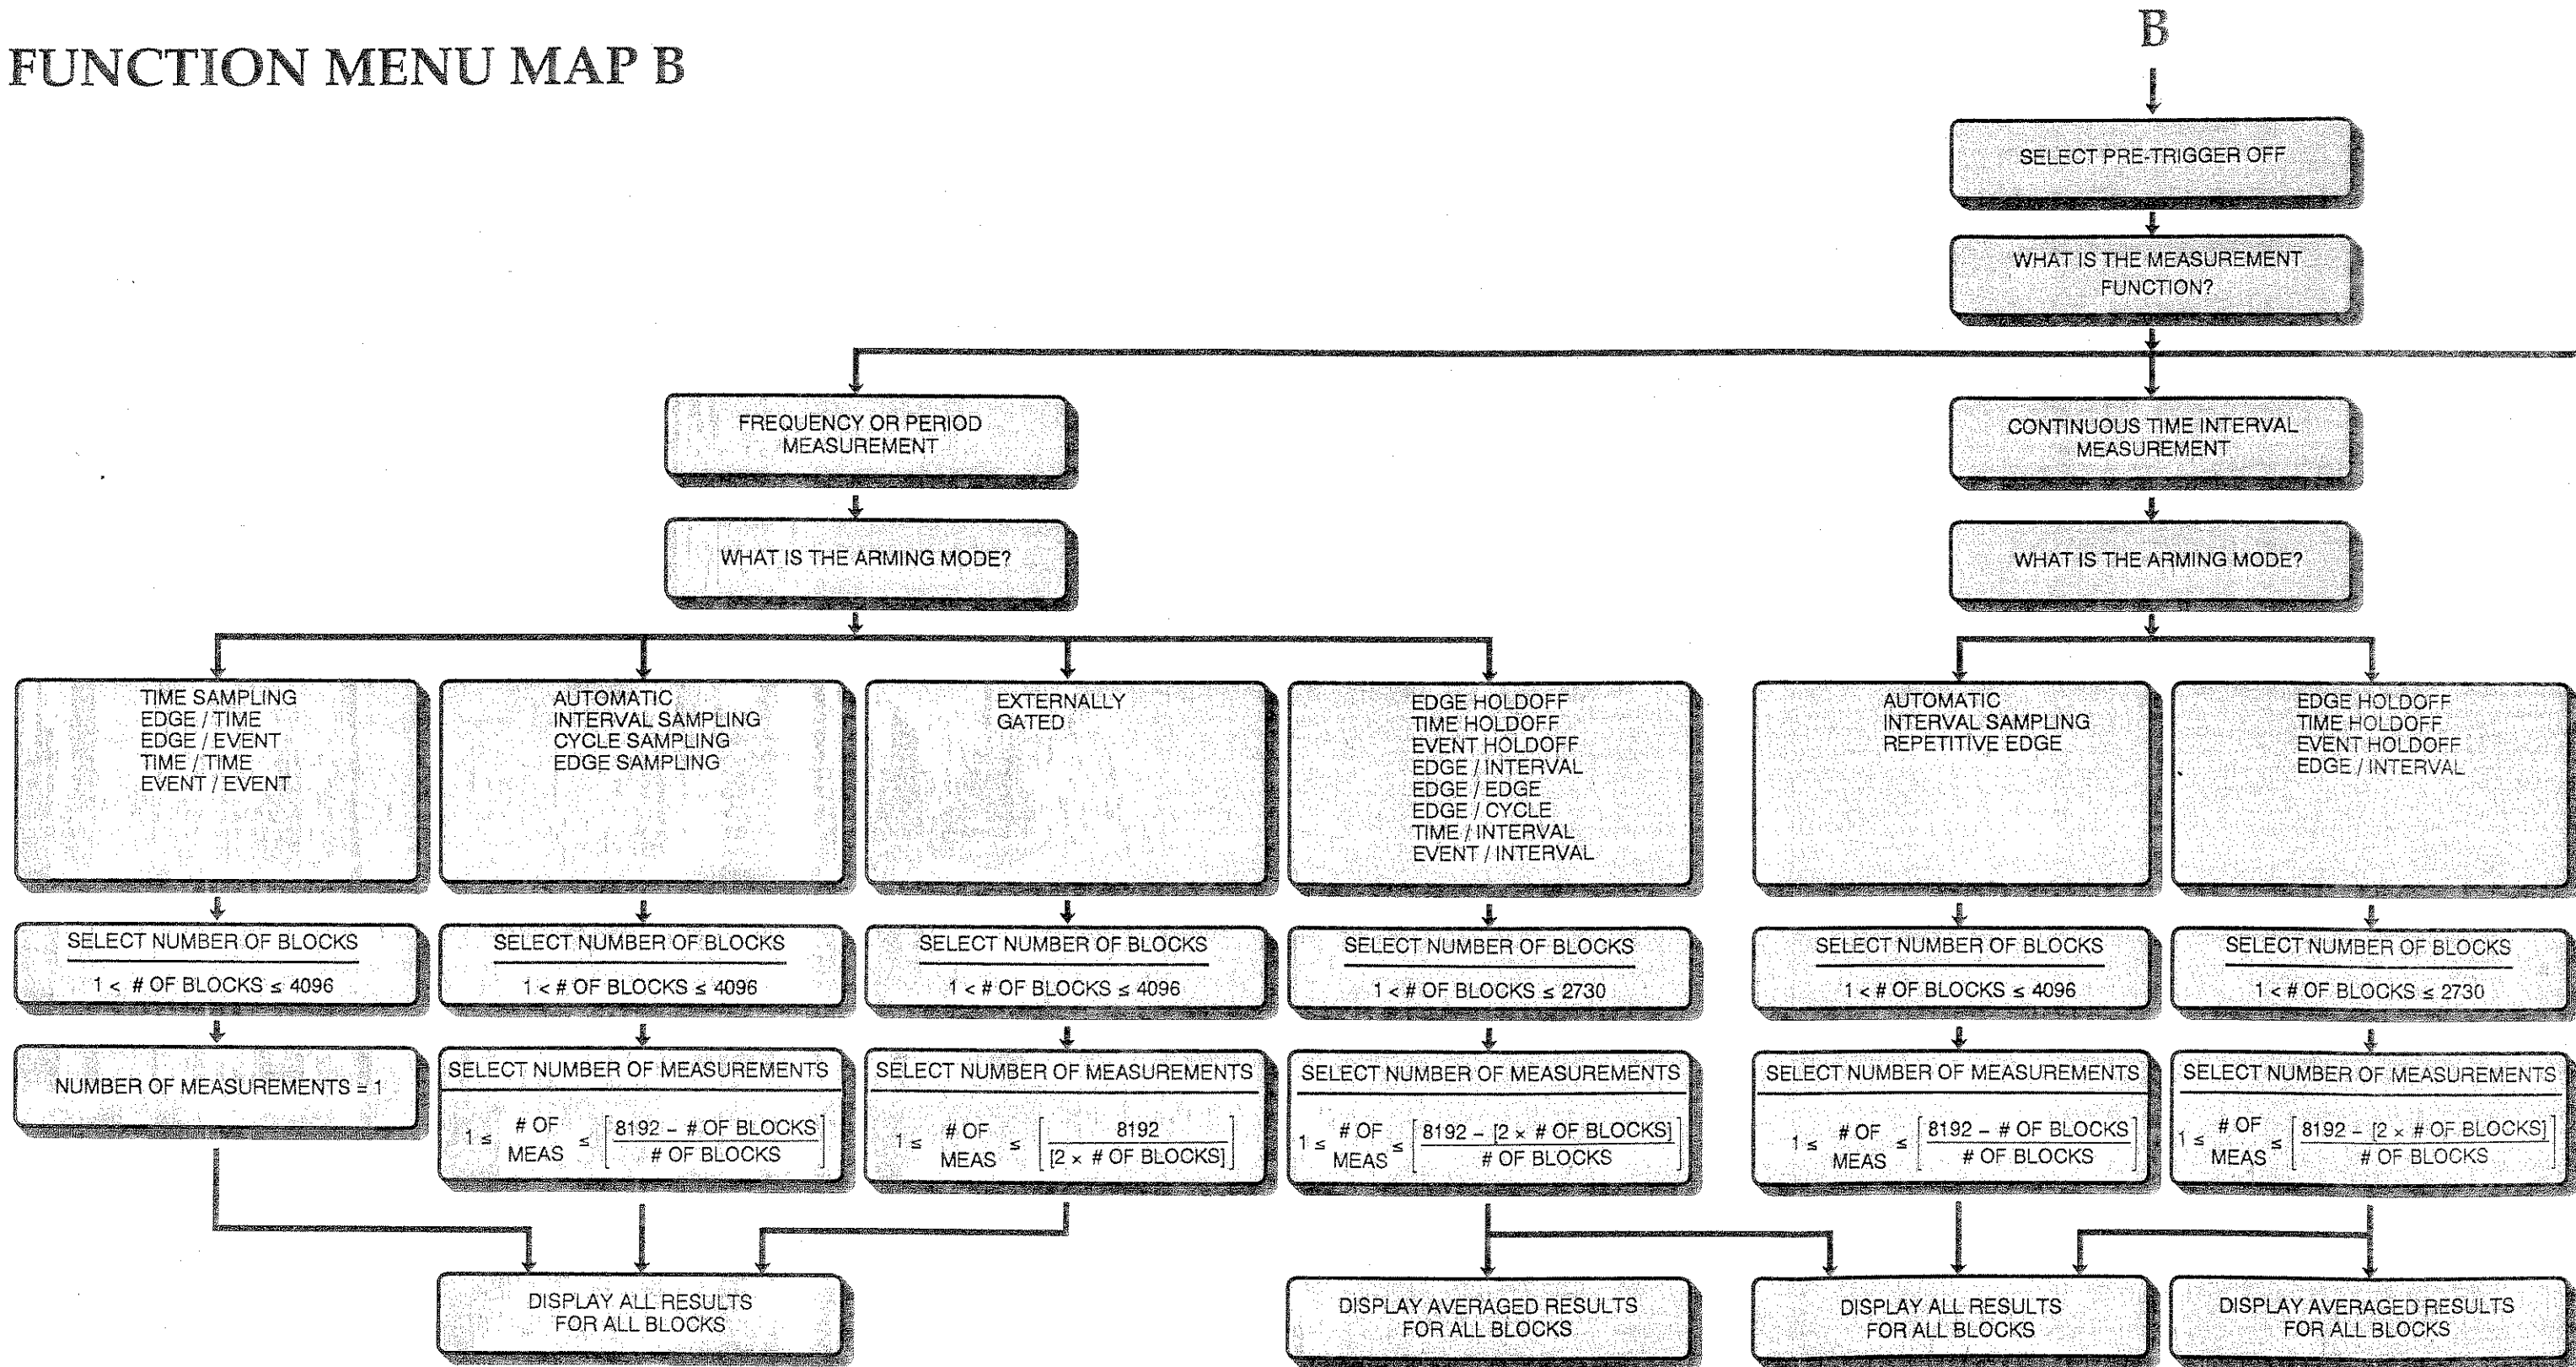 FUNCTION MENU MAP B
B
SELECT PRE-TRIGGER OFF
WHAT IS THE MEASUREMENT
FUNCTION?
FREQUENCY OR PERIOD
MEASUREMENT
CONTINUOUS TIME INTERVAL
MEASUREMENT
WHAT IS THE ARMING MODE?
WHAT IS THE ARMING MODE?
TIME SAMPLING
EDGE / TIME
EDGE / EVENT
TIME / TIME
EVENT / EVENT
AUTOMATIC
INTERVAL SAMPLING
CYCLE SAMPLING
EDGE SAMPLING
EXTERNALLY
GATED
EDGE HOLDOFF
TIME HOLDOFF
EVENT HOLDOFF
EDGE / INTERVAL
EDGE / EDGE
EDGE / CYCLE
TIME / INTERVAL
EVENT / INTERVAL
AUTOMATIC
INTERVAL SAMPLING
REPETITIVE EDGE
EDGE HOLDOFF
TIME HOLDOFF
EVENT HOLDOFF
EDGE / INTERVAL
SELECT NUMBER OF BLOCKS
1 < # OF BLOCKS ≤ 4096
SELECT NUMBER OF BLOCKS
1 < # OF BLOCKS ≤ 4096
SELECT NUMBER OF BLOCKS
1 < # OF BLOCKS ≤ 4096
SELECT NUMBER OF BLOCKS
1 < # OF BLOCKS ≤ 2730
SELECT NUMBER OF BLOCKS
1 < # OF BLOCKS ≤ 4096
SELECT NUMBER OF BLOCKS
1 < # OF BLOCKS ≤ 2730
NUMBER OF MEASUREMENTS = 1
SELECT NUMBER OF MEASUREMENTS
1 ≤ # OF MEAS ≤ [8192 – # OF BLOCKS
# OF BLOCKS]
SELECT NUMBER OF MEASUREMENTS
1 ≤ # OF MEAS ≤ [8192
[2 × # OF BLOCKS]]
SELECT NUMBER OF MEASUREMENTS
1 ≤ # OF MEAS ≤ [8192 – [2 × # OF BLOCKS]
# OF BLOCKS]
SELECT NUMBER OF MEASUREMENTS
1 ≤ # OF MEAS ≤ [8192 – # OF BLOCKS
# OF BLOCKS]
SELECT NUMBER OF MEASUREMENTS
1 ≤ # OF MEAS ≤ [8192 – [2 × # OF BLOCKS]
# OF BLOCKS]
DISPLAY ALL RESULTS
FOR ALL BLOCKS
DISPLAY AVERAGED RESULTS
FOR ALL BLOCKS
DISPLAY ALL RESULTS
FOR ALL BLOCKS
DISPLAY AVERAGED RESULTS
FOR ALL BLOCKS